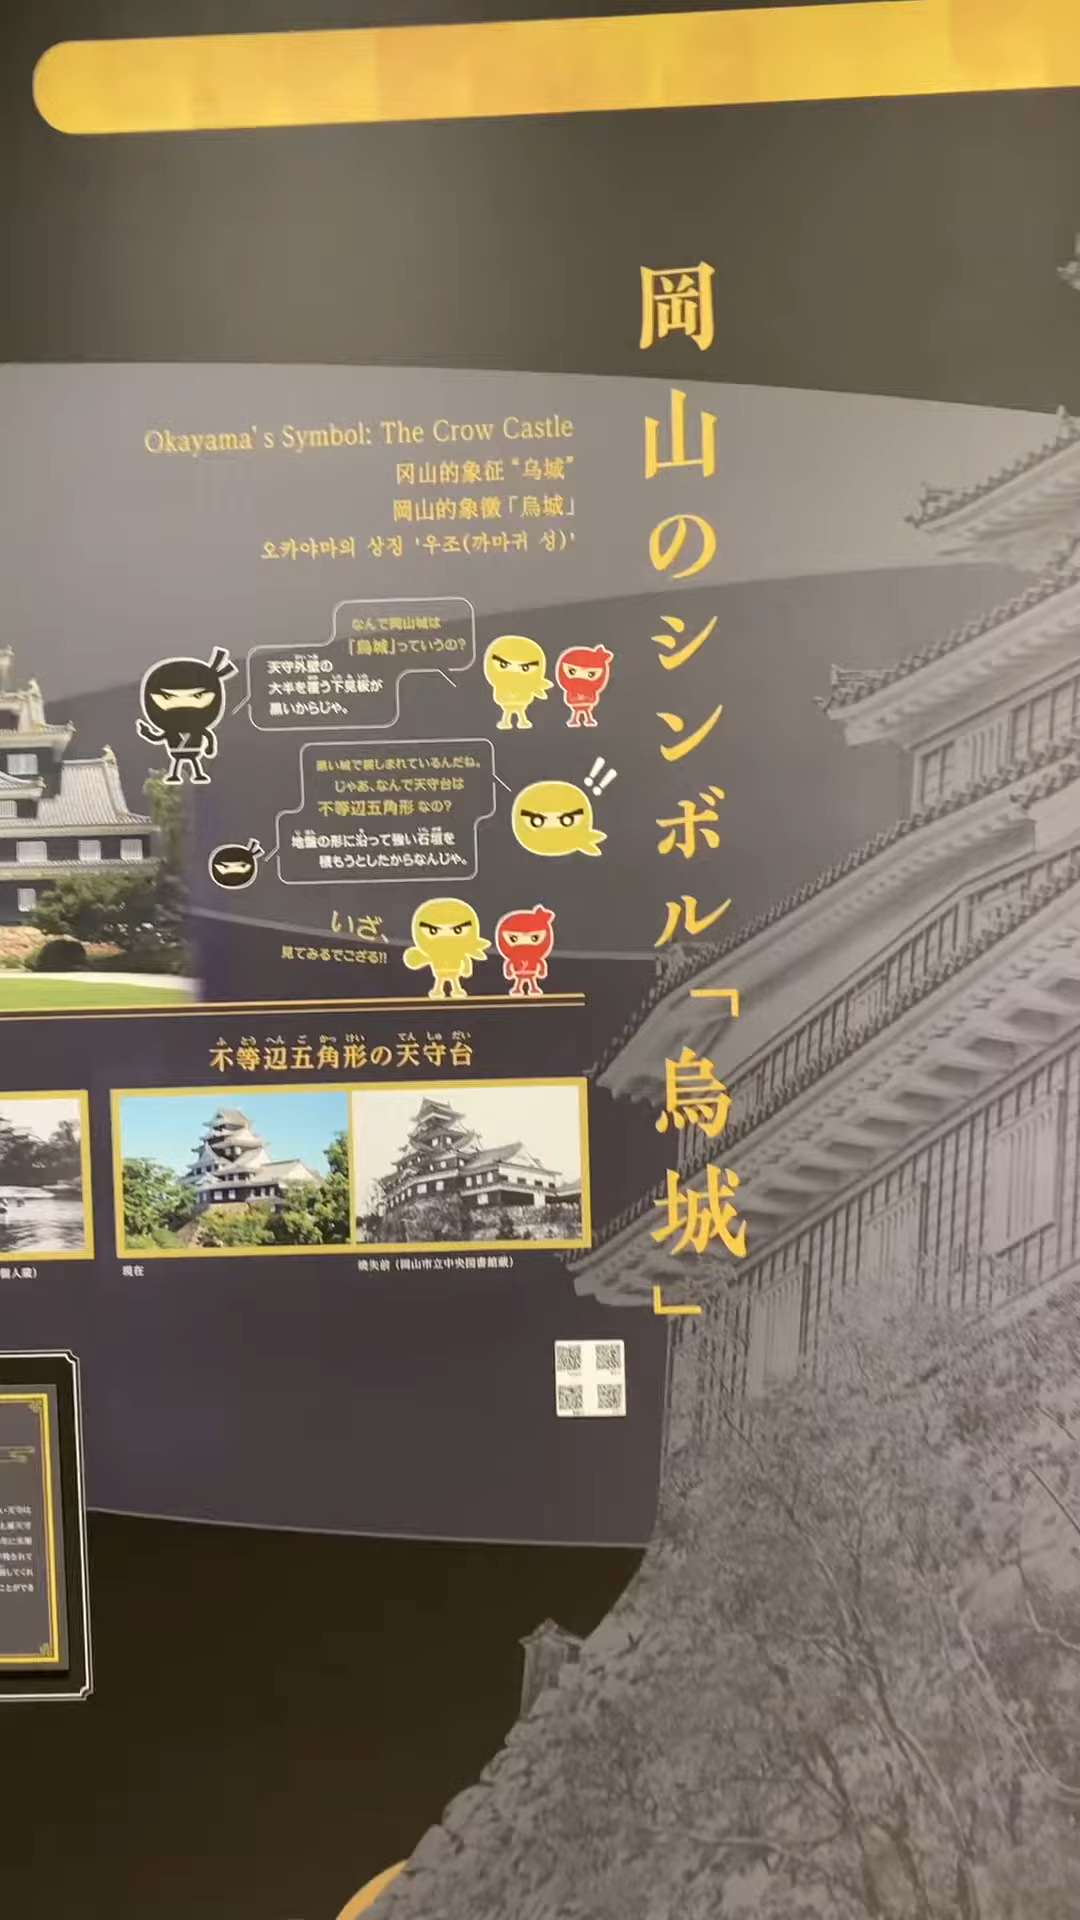 岡山のシンボル「烏城」
Okayama's Symbol: The Crow Castle
冈山的象征“乌城”
岡山的象徵「烏城」
오카야마의 상징 '우조(까마귀 성)'
なんで岡山城は
「烏城」っていうの?
天守外壁の
大半を覆う下見板が
黒いからじゃ。
黒い城で親しまれているんだね。
じゃあ、なんで天守台は
不等辺五角形なの?
地盤の形に沿って強い石垣を
積もうとしたからなんじゃ。
いざ、
見てみるでござる!!
不等辺五角形の天守台
現在
焼失前(岡山市立中央図書館蔵)
個人蔵)